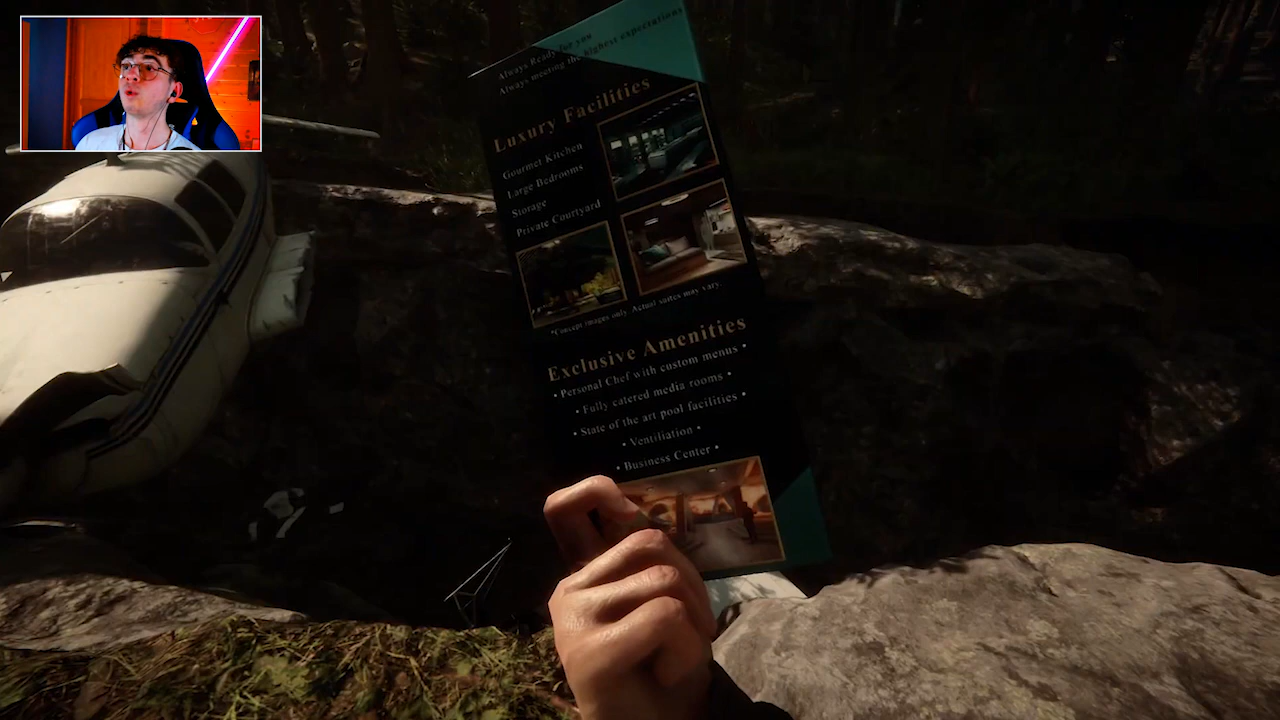 Always Ready for you
Always meeting the highest expectations
Luxury Facilities
Gourmet Kitchen
Large Bedrooms
Storage
Private Courtyard
*Concept images only. Actual suites may vary.
Exclusive Amenities
• Personal Chef with custom menus •
• Fully catered media rooms •
• State of the art pool facilities •
• Ventiliation •
• Business Center •